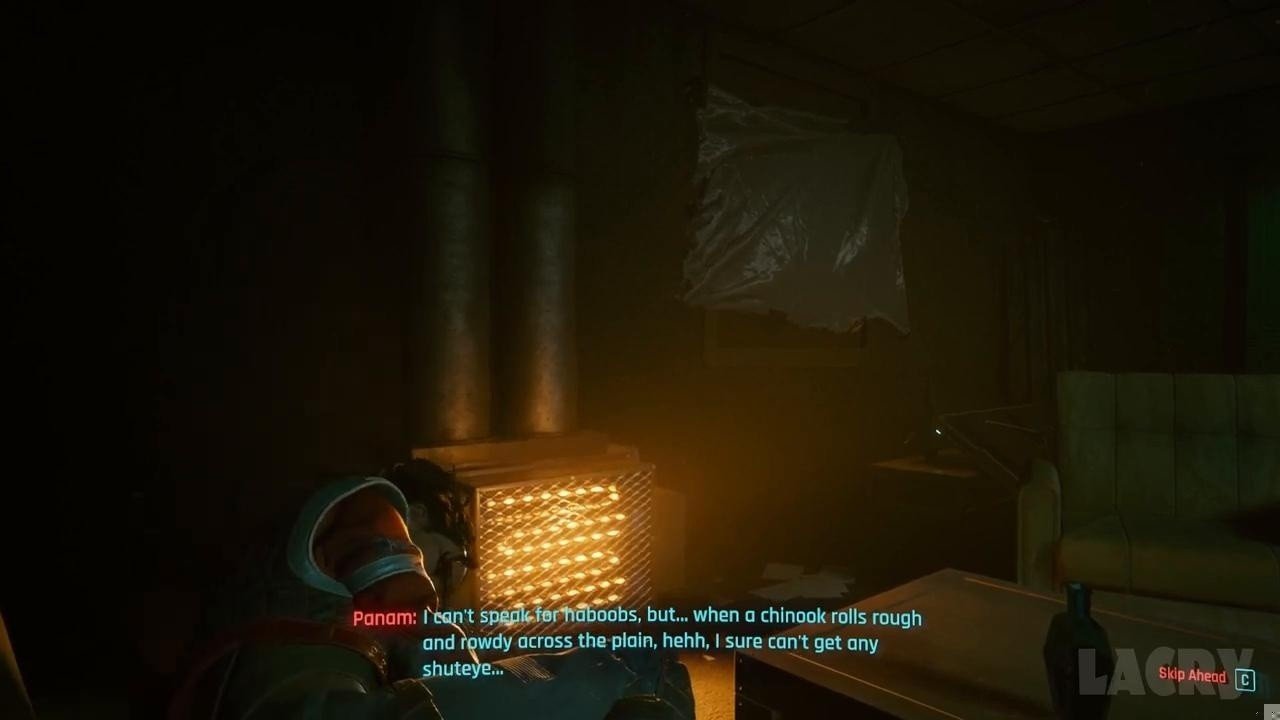 Panam: I can't speak for haboobs, but... when a chinook rolls rough
and rowdy across the plain, hehh, I sure can't get any
shuteye...
Skip Ahead C
LACRY